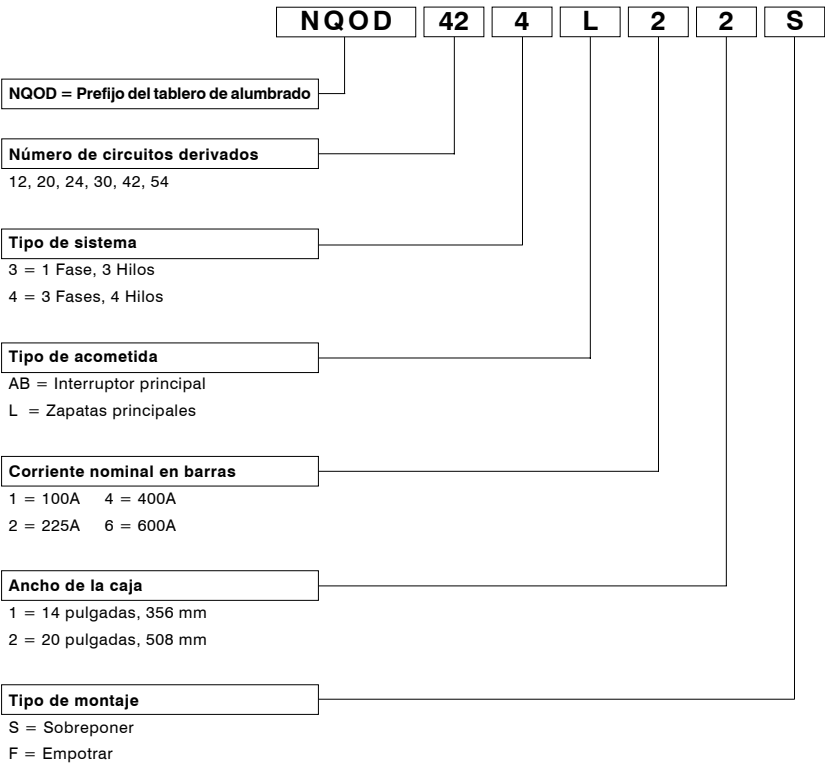 NQOD 42 4 L 2 2 S
NQOD = Prefijo del tablero de alumbrado
Número de circuitos derivados
12, 20, 24, 30, 42, 54
Tipo de sistema
3 = 1 Fase, 3 Hilos
4 = 3 Fases, 4 Hilos
Tipo de acometida
AB = Interruptor principal
L = Zapatas principales
Corriente nominal en barras
1 = 100A 4 = 400A
2 = 225A 6 = 600A
Ancho de la caja
1 = 14 pulgadas, 356 mm
2 = 20 pulgadas, 508 mm
Tipo de montaje
S = Sobreponer
F = Empotrar